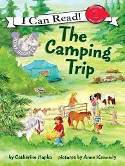 I Can Read!
The
Camping
Trip
by Catherine Hapka
pictures by Anne Kennedy